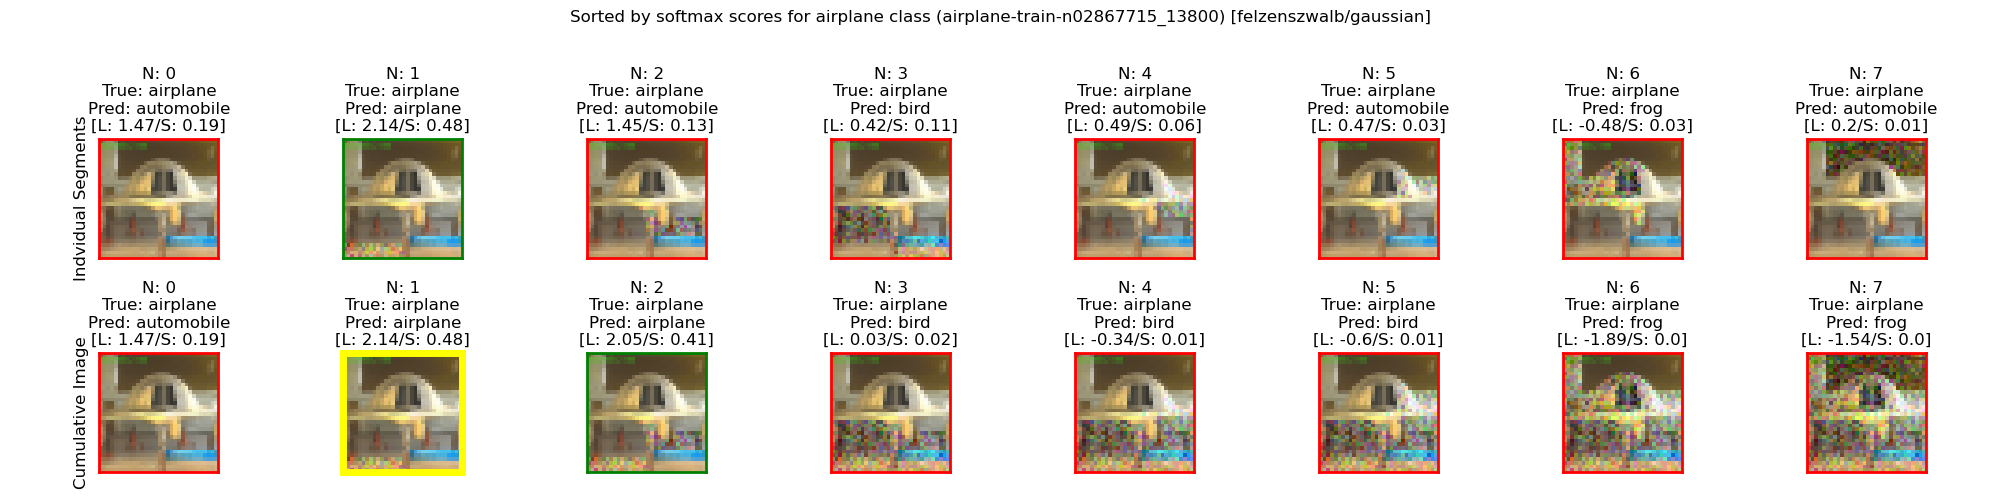 Sorted by softmax scores for airplane class (airplane-train-n02867715_13800) [felzenszwalb/gaussian]
Individual Segments
N: 0
True: airplane
Pred: automobile
[L: 1.47/S: 0.19]
N: 1
True: airplane
Pred: airplane
[L: 2.14/S: 0.48]
N: 2
True: airplane
Pred: automobile
[L: 1.45/S: 0.13]
N: 3
True: airplane
Pred: bird
[L: 0.42/S: 0.11]
N: 4
True: airplane
Pred: automobile
[L: 0.49/S: 0.06]
N: 5
True: airplane
Pred: automobile
[L: 0.47/S: 0.03]
N: 6
True: airplane
Pred: frog
[L: -0.48/S: 0.03]
N: 7
True: airplane
Pred: automobile
[L: 0.2/S: 0.01]
Cumulative Image
N: 0
True: airplane
Pred: automobile
[L: 1.47/S: 0.19]
N: 1
True: airplane
Pred: airplane
[L: 2.14/S: 0.48]
N: 2
True: airplane
Pred: airplane
[L: 2.05/S: 0.41]
N: 3
True: airplane
Pred: bird
[L: 0.03/S: 0.02]
N: 4
True: airplane
Pred: bird
[L: -0.34/S: 0.01]
N: 5
True: airplane
Pred: bird
[L: -0.6/S: 0.01]
N: 6
True: airplane
Pred: frog
[L: -1.89/S: 0.0]
N: 7
True: airplane
Pred: frog
[L: -1.54/S: 0.0]